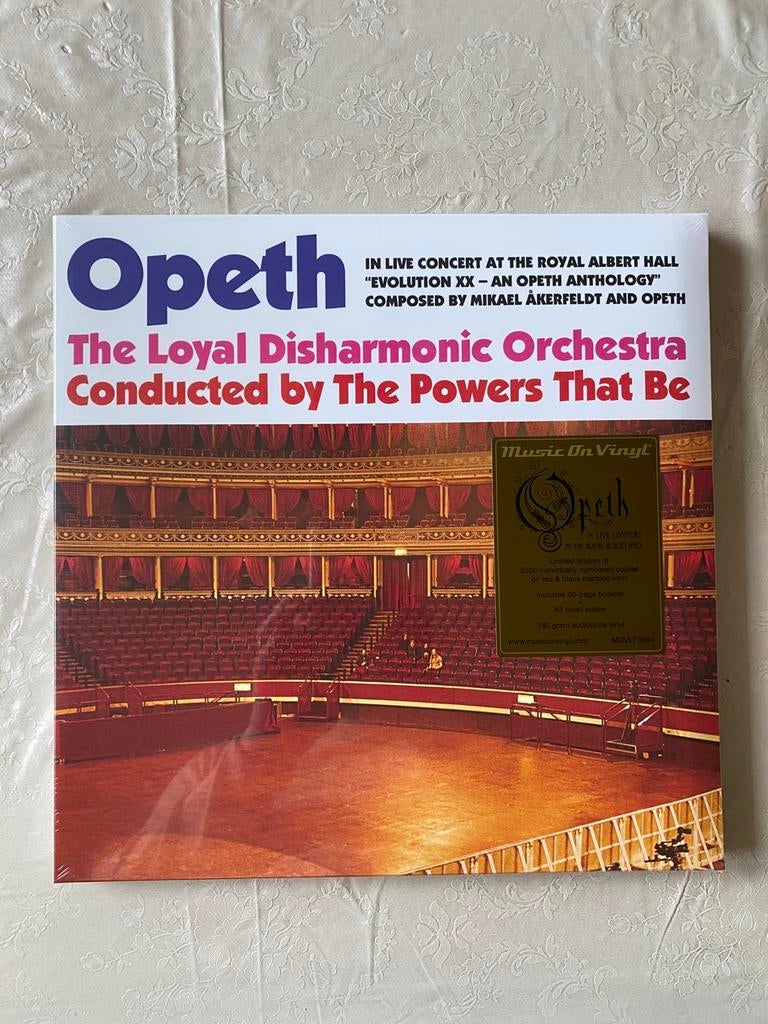 Opeth
IN LIVE CONCERT AT THE ROYAL ALBERT HALL
“EVOLUTION XX – AN OPETH ANTHOLOGY”
COMPOSED BY MIKAEL ÅKERFELDT AND OPETH
The Loyal Disharmonic Orchestra
Conducted by The Powers That Be
Music On Vinyl
Opeth
IN LIVE CONCERT
AT THE ROYAL ALBERT HALL
Limited edition of
3500 individually numbered copies
on red & black marbled vinyl
Includes 20-page booklet
A3 sized poster
180 gram audiophile vinyl
www.musiconvinyl.com MOVLP3984